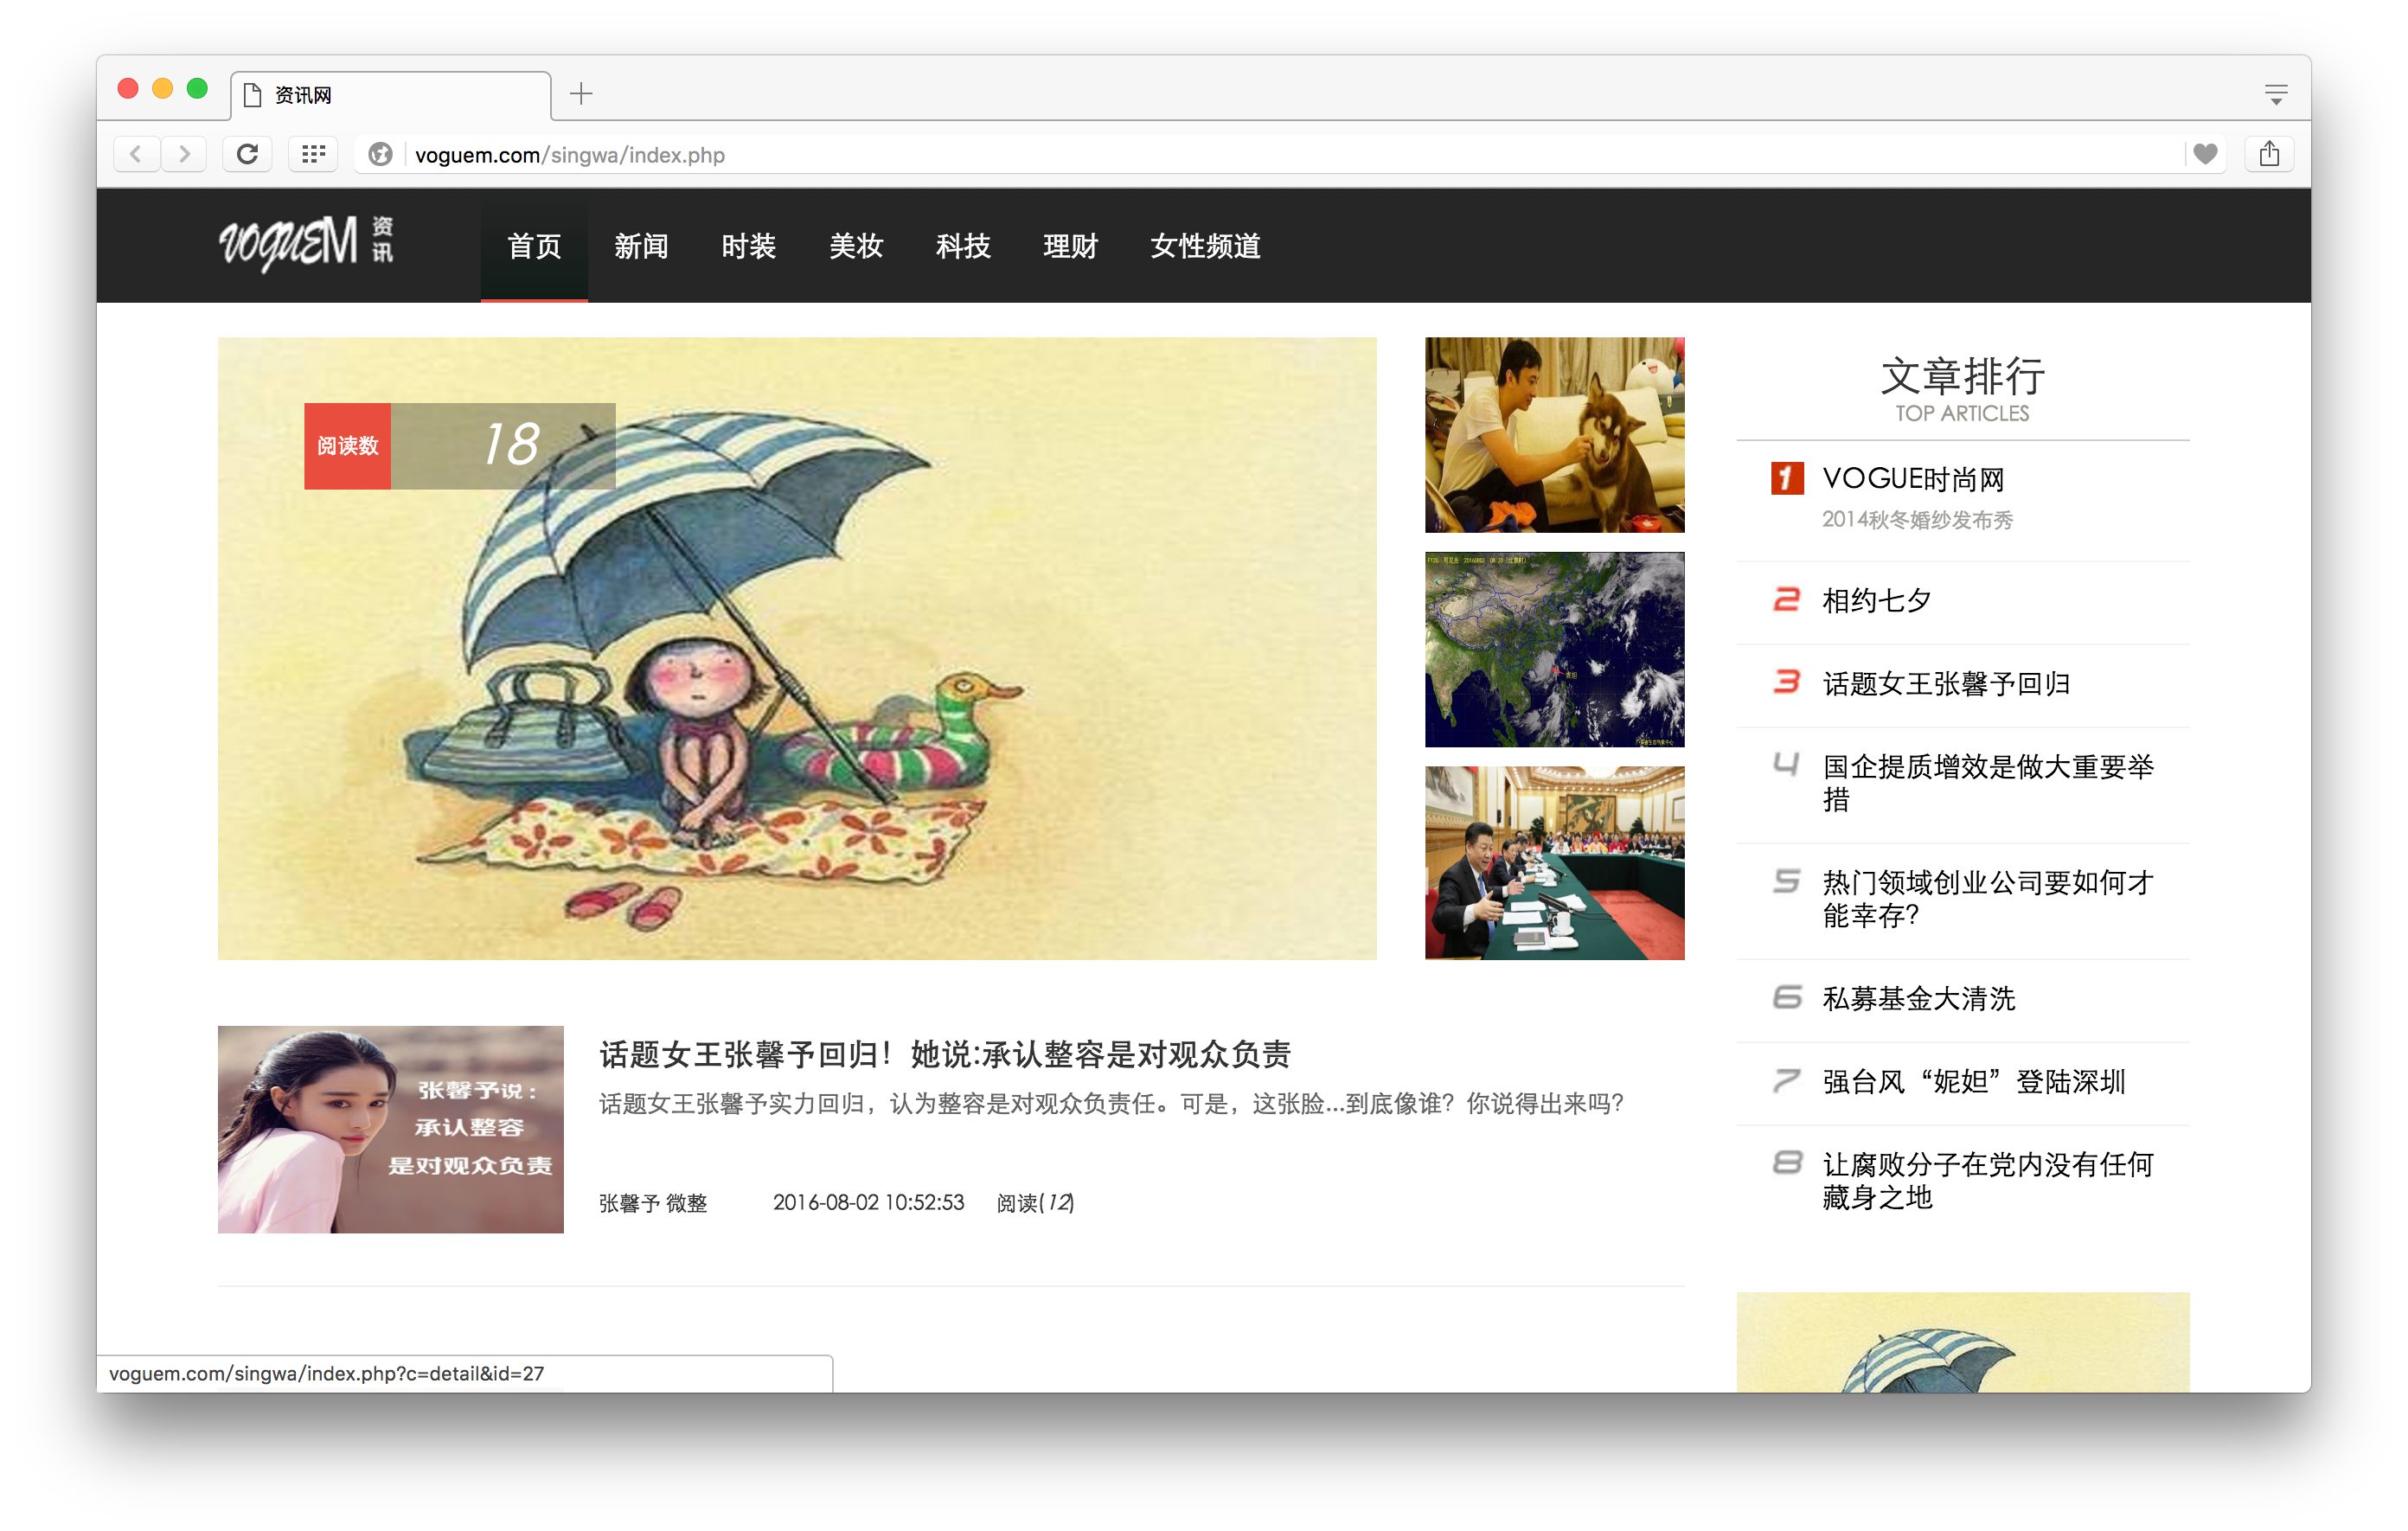 资讯网
voguem.com/singwa/index.php
vogueM 资讯
首页 新闻 时装 美妆 科技 理财 女性频道
阅读数 18
文章排行
TOP ARTICLES
1 VOGUE时尚网
2014秋冬婚纱发布秀
2 相约七夕
3 话题女王张馨予回归
4 国企提质增效是做大重要举
措
5 热门领域创业公司要如何才
能幸存?
6 私募基金大清洗
7 强台风“妮妲”登陆深圳
8 让腐败分子在党内没有任何
藏身之地
张馨予说：
承认整容
是对观众负责
话题女王张馨予回归！她说:承认整容是对观众负责
话题女王张馨予实力回归，认为整容是对观众负责任。可是，这张脸...到底像谁？你说得出来吗?
张馨予 微整 2016-08-02 10:52:53 阅读(12)
voguem.com/singwa/index.php?c=detail&id=27